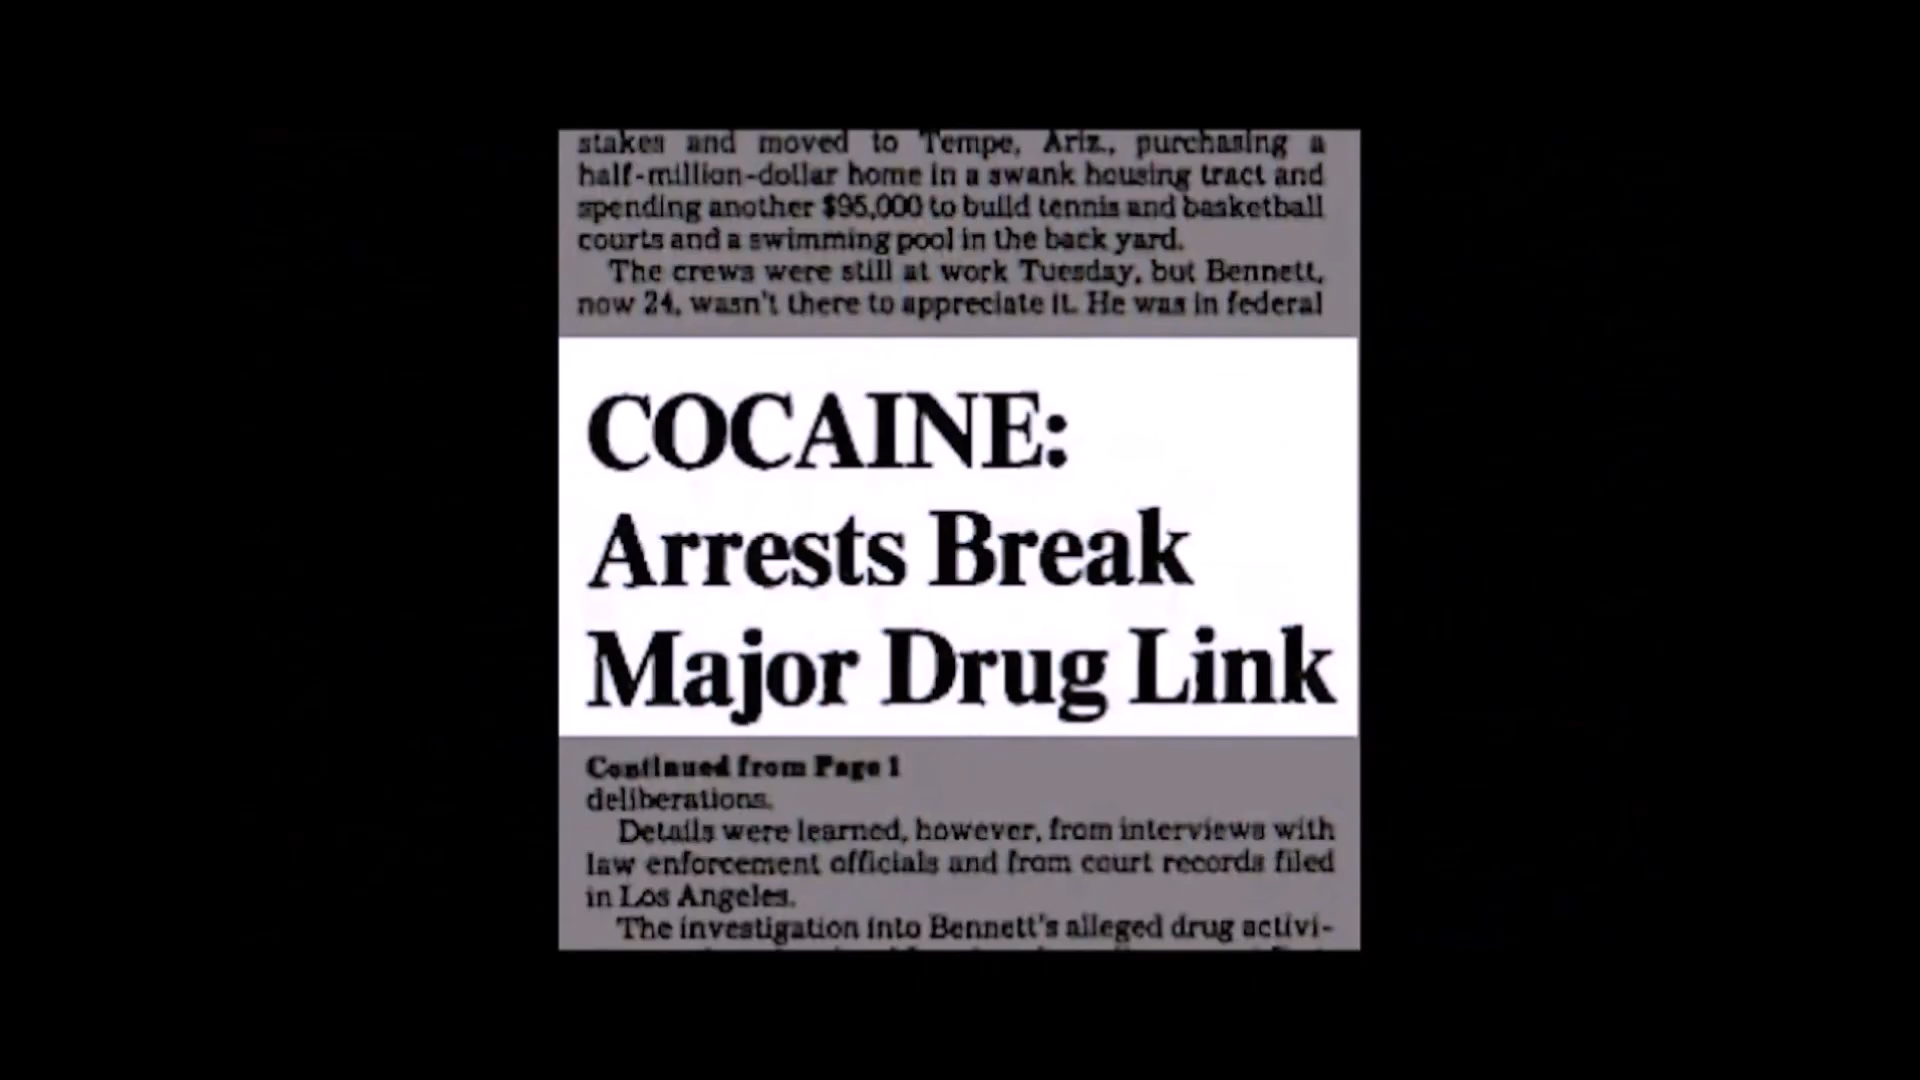 stakes and moved to Tempe, Ariz., purchasing a
half-million-dollar home in a swank housing tract and
spending another $95,000 to build tennis and basketball
courts and a swimming pool in the back yard.
The crews were still at work Tuesday, but Bennett,
now 24, wasn't there to appreciate it. He was in federal
COCAINE:
Arrests Break
Major Drug Link
Continued from Page 1
deliberations.
Details were learned, however, from interviews with
law enforcement officials and from court records filed
in Los Angeles.
The investigation into Bennett's alleged drug activi-